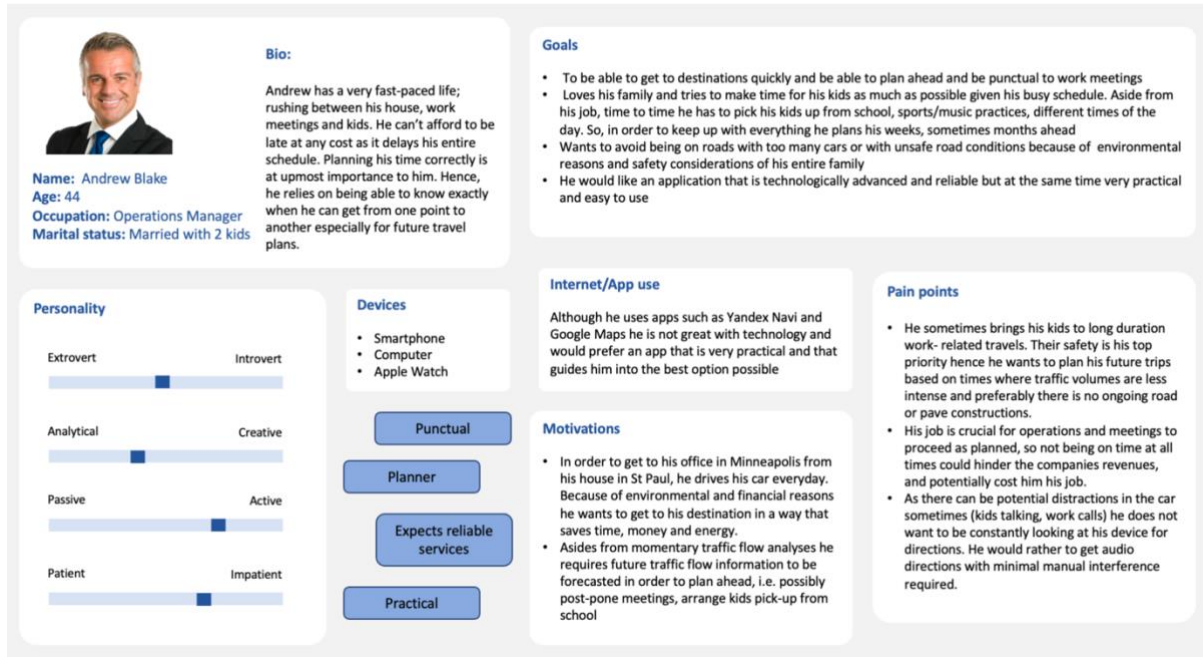 Name: Andrew Blake
Age: 44
Occupation: Operations Manager
Marital status: Married with 2 kids
Bio:
Andrew has a very fast-paced life;
rushing between his house, work
meetings and kids. He can't afford to be
late at any cost as it delays his entire
schedule. Planning his time correctly is
at upmost importance to him. Hence,
he relies on being able to know exactly
when he can get from one point to
another especially for future travel
plans.
Goals
• To be able to get to destinations quickly and be able to plan ahead and be punctual to work meetings
• Loves his family and tries to make time for his kids as much as possible given his busy schedule. Aside from
his job, time to time he has to pick his kids up from school, sports/music practices, different times of the
day. So, in order to keep up with everything he plans his weeks, sometimes months ahead
• Wants to avoid being on roads with too many cars or with unsafe road conditions because of environmental
reasons and safety considerations of his entire family
• He would like an application that is technologically advanced and reliable but at the same time very practical
and easy to use
Personality
Extrovert Introvert
Analytical Creative
Passive Active
Patient Impatient
Devices
• Smartphone
• Computer
• Apple Watch
Punctual
Planner
Expects reliable
services
Practical
Internet/App use
Although he uses apps such as Yandex Navi and
Google Maps he is not great with technology and
would prefer an app that is very practical and that
guides him into the best option possible
Motivations
• In order to get to his office in Minneapolis from
his house in St Paul, he drives his car everyday.
Because of environmental and financial reasons
he wants to get to his destination in a way that
saves time, money and energy.
• Asides from momentary traffic flow analyses he
requires future traffic flow information to be
forecasted in order to plan ahead, i.e. possibly
post-pone meetings, arrange kids pick-up from
school
Pain points
• He sometimes brings his kids to long duration
work- related travels. Their safety is his top
priority hence he wants to plan his future trips
based on times where traffic volumes are less
intense and preferably there is no ongoing road
or pave constructions.
• His job is crucial for operations and meetings to
proceed as planned, so not being on time at all
times could hinder the companies revenues,
and potentially cost him his job.
• As there can be potential distractions in the car
sometimes (kids talking, work calls) he does not
want to be constantly looking at his device for
directions. He would rather to get audio
directions with minimal manual interference
required.